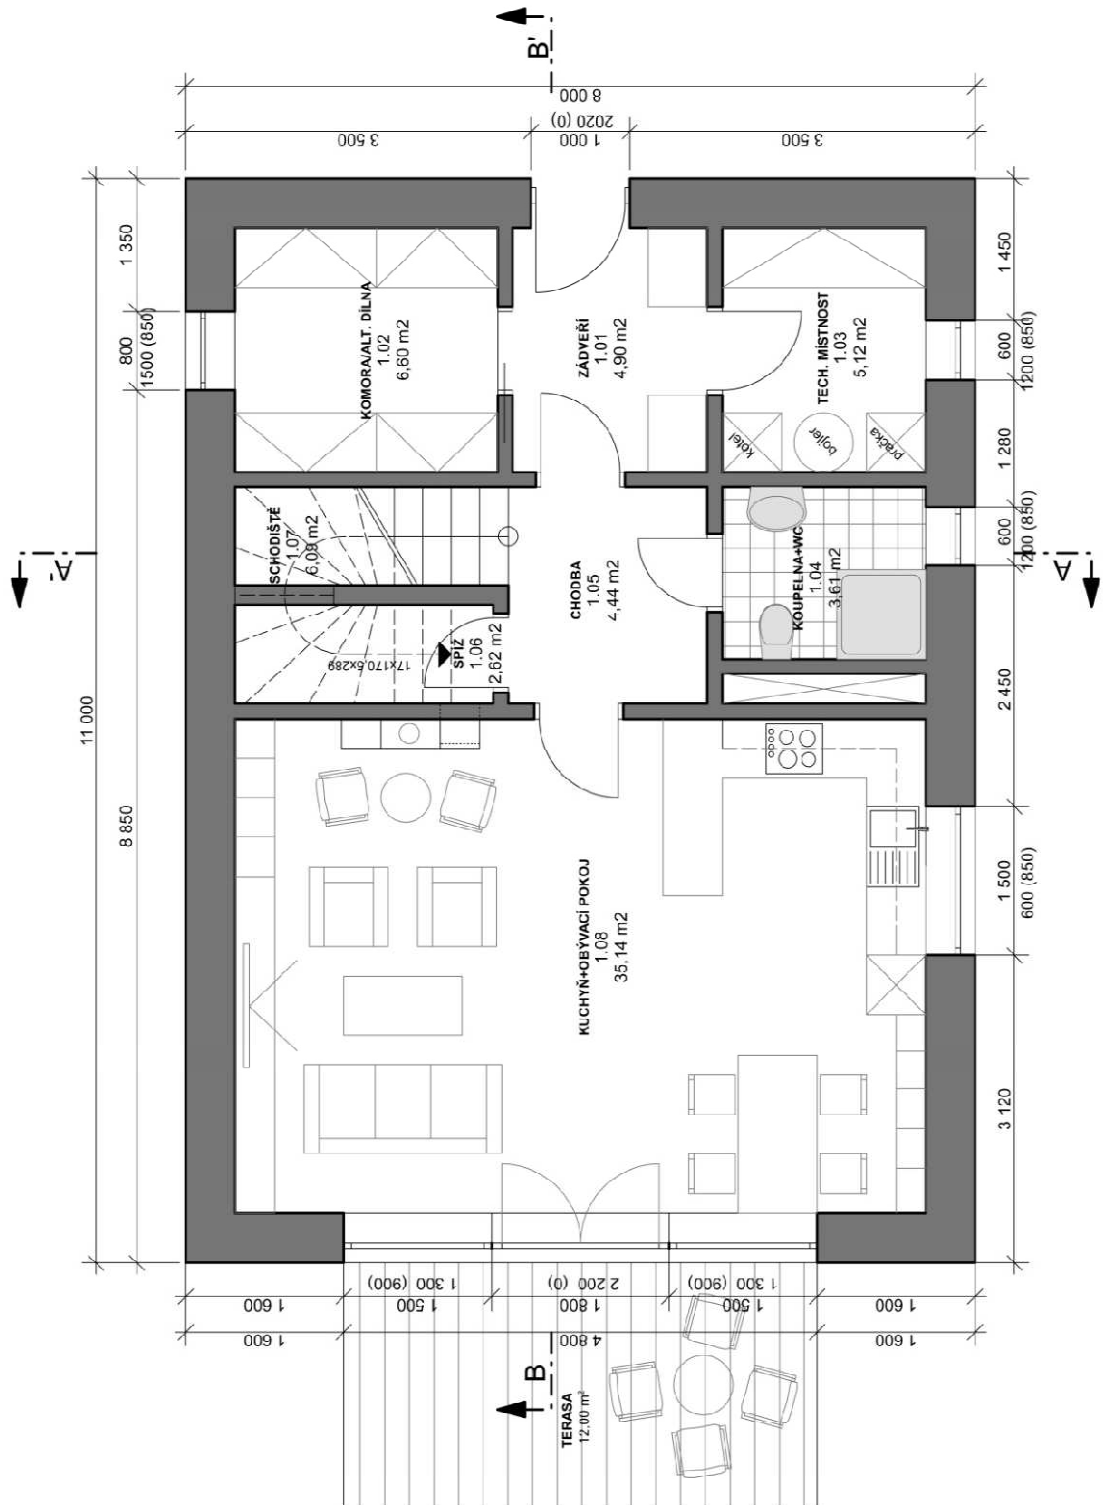 B'
8 000
2020 (0)
3 500
1 000
3 500
11 000
1 350
800
1500 (850)
8 850
1 450
600
1200 (850)
1 280
600
1200 (850)
2 450
1 500
600 (850)
3 120
KOMORA/ALT. DÍLNA
1.02
6,60 m2
ZÁDVEŘÍ
1.01
4,90 m2
TECH. MÍSTNOST
1.03
5,12 m2
kotel
bojler
pračka
SCHODIŠTĚ
1.07
6,09 m2
A'
A
CHODBA
1.05
4,44 m2
KOUPELNA+WC
1.04
3,61 m2
17x170,5x289
SPÍŽ
1.06
2,62 m2
KUCHYŇ+OBÝVACÍ POKOJ
1.08
35,14 m2
1 300 (900)
2 200 (0)
1 300 (900)
1 600
1 500
1 800
1 500
1 600
1 600
4 800
1 600
B
TERASA
12,00 m²